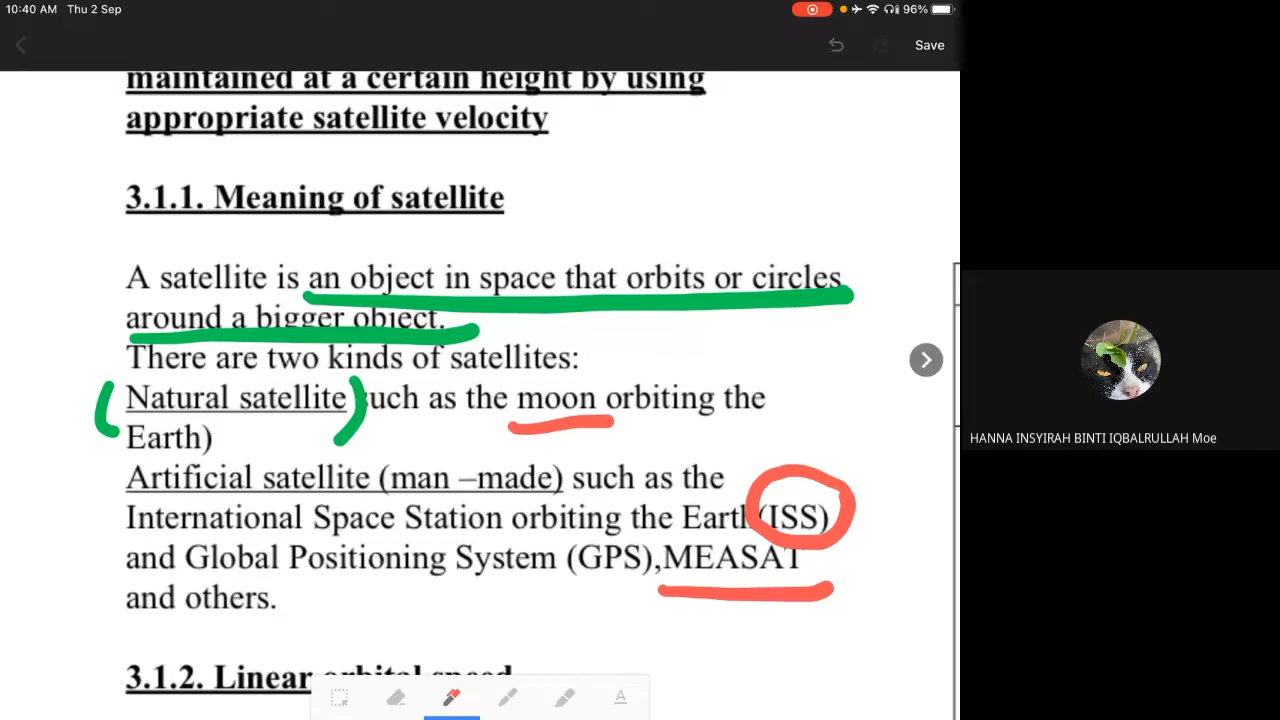 10:40 AM Thu 2 Sep
96%
Save
maintained at a certain height by using
appropriate satellite velocity
3.1.1. Meaning of satellite
A satellite is an object in space that orbits or circles
around a bigger object.
There are two kinds of satellites:
Natural satellite such as the moon orbiting the
Earth)
Artificial satellite (man –made) such as the
International Space Station orbiting the Earth(ISS)
and Global Positioning System (GPS),MEASAT
and others.
3.1.2. Linear orbital speed
A
HANNA INSYIRAH BINTI IQBALRULLAH Moe